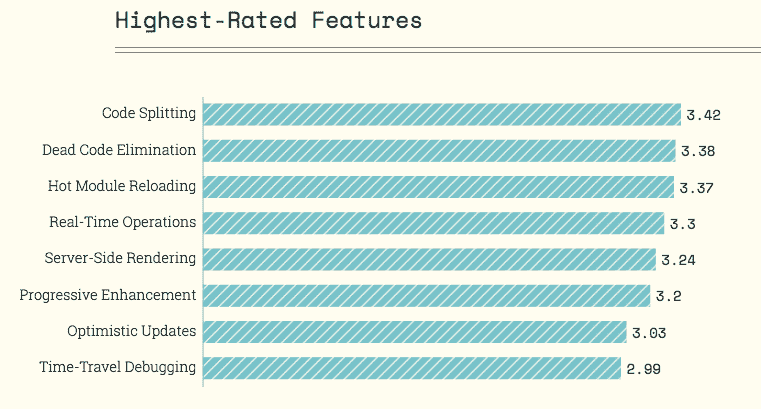 Highest-Rated Features
Code Splitting 3.42
Dead Code Elimination 3.38
Hot Module Reloading 3.37
Real-Time Operations 3.3
Server-Side Rendering 3.24
Progressive Enhancement 3.2
Optimistic Updates 3.03
Time-Travel Debugging 2.99